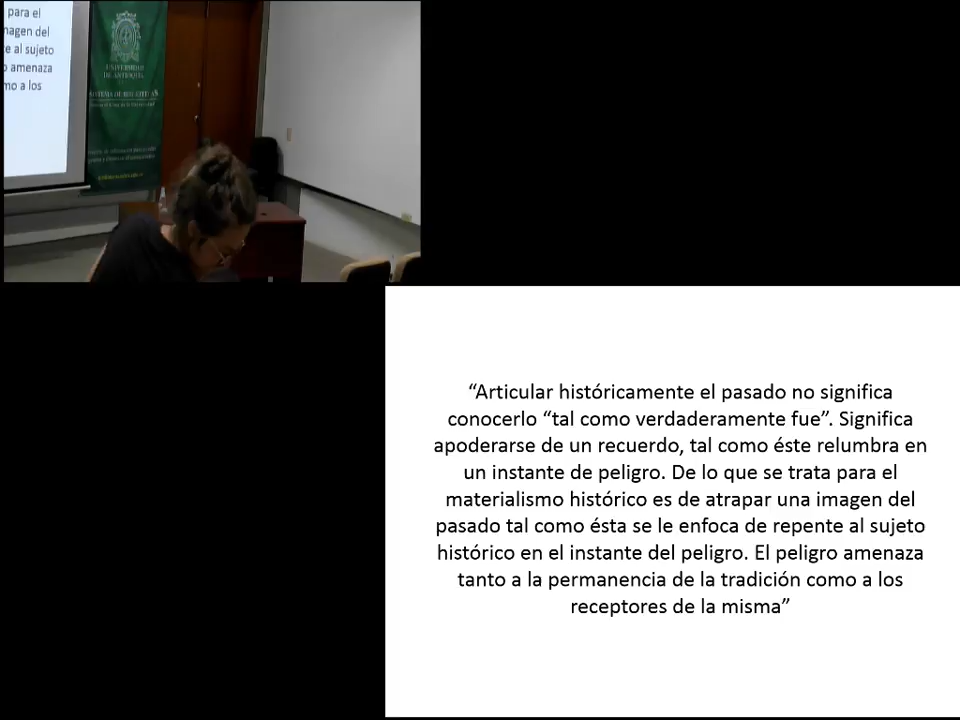 para el
nagen del
e al sujeto
o amenaza
mo a los
UNIVERSIDAD
DE ANTIOQUIA
SISTEMA DE BIBLIOTECAS
“Articular históricamente el pasado no significa
conocerlo “tal como verdaderamente fue”. Significa
apoderarse de un recuerdo, tal como éste relumbra en
un instante de peligro. De lo que se trata para el
materialismo histórico es de atrapar una imagen del
pasado tal como ésta se le enfoca de repente al sujeto
histórico en el instante del peligro. El peligro amenaza
tanto a la permanencia de la tradición como a los
receptores de la misma”